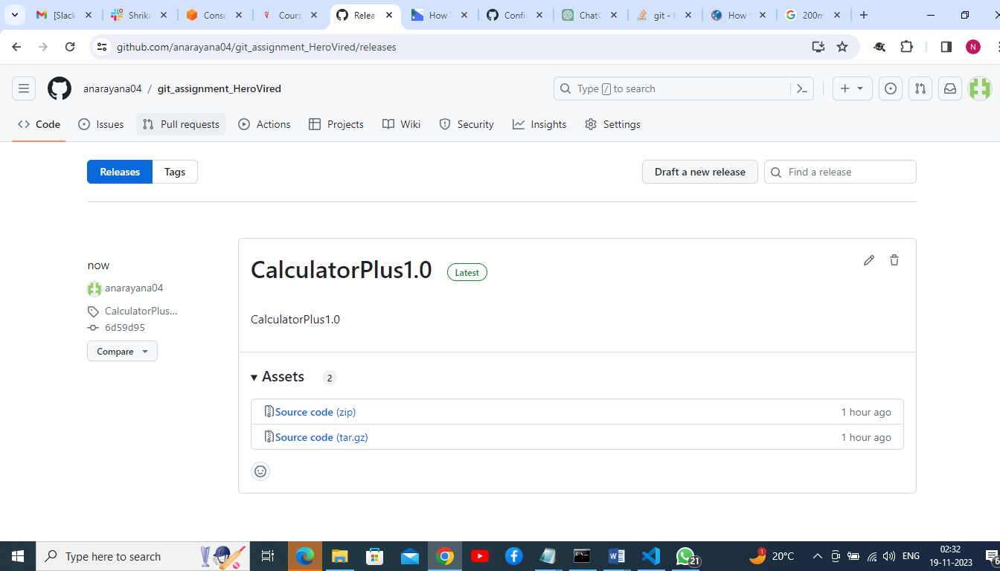 [Slack
Shrika
Conso
Cours
Releas
How T
Confi
ChatG
git - H
How
200m
github.com/anarayana04/git_assignment_HeroVired/releases
N
anarayana04 / git_assignment_HeroVired
Type / to search
Code
Issues
Pull requests
Actions
Projects
Wiki
Security
Insights
Settings
Releases
Tags
Draft a new release
Find a release
now
anarayana04
CalculatorPlus...
6d59d95
Compare
CalculatorPlus1.0 Latest
CalculatorPlus1.0
Assets 2
Source code (zip) 1 hour ago
Source code (tar.gz) 1 hour ago
Type here to search
21
1
20°C
ENG
02:32
19-11-2023
6